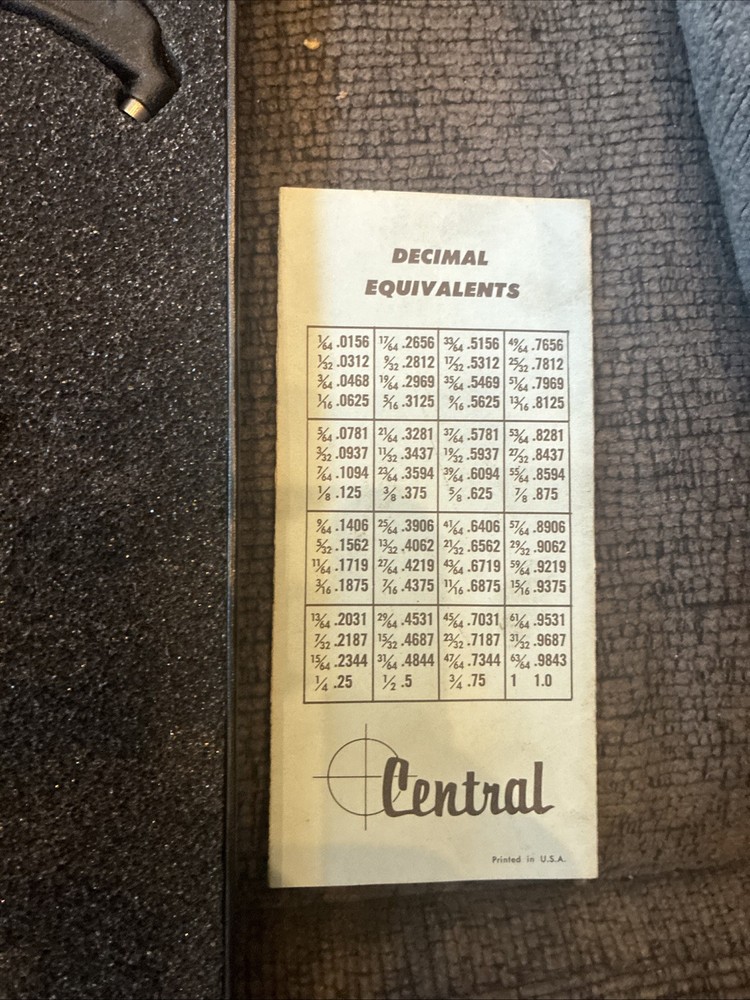 DECIMAL
EQUIVALENTS
1/64 .0156 17/64 .2656 33/64 .5156 49/64 .7656
1/32 .0312 9/32 .2812 17/32 .5312 25/32 .7812
3/64 .0468 19/64 .2969 35/64 .5469 51/64 .7969
1/16 .0625 5/16 .3125 9/16 .5625 13/16 .8125
5/64 .0781 21/64 .3281 37/64 .5781 53/64 .8281
3/32 .0937 11/32 .3437 19/32 .5937 27/32 .8437
7/64 .1094 23/64 .3594 39/64 .6094 55/64 .8594
1/8 .125 3/8 .375 5/8 .625 7/8 .875
9/64 .1406 25/64 .3906 41/64 .6406 57/64 .8906
5/32 .1562 13/32 .4062 21/32 .6562 29/32 .9062
11/64 .1719 27/64 .4219 43/64 .6719 59/64 .9219
3/16 .1875 7/16 .4375 11/16 .6875 15/16 .9375
13/64 .2031 29/64 .4531 45/64 .7031 61/64 .9531
7/32 .2187 15/32 .4687 23/32 .7187 31/32 .9687
15/64 .2344 31/64 .4844 47/64 .7344 63/64 .9843
1/4 .25 1/2 .5 3/4 .75 1 1.0
Central
Printed in U.S.A.